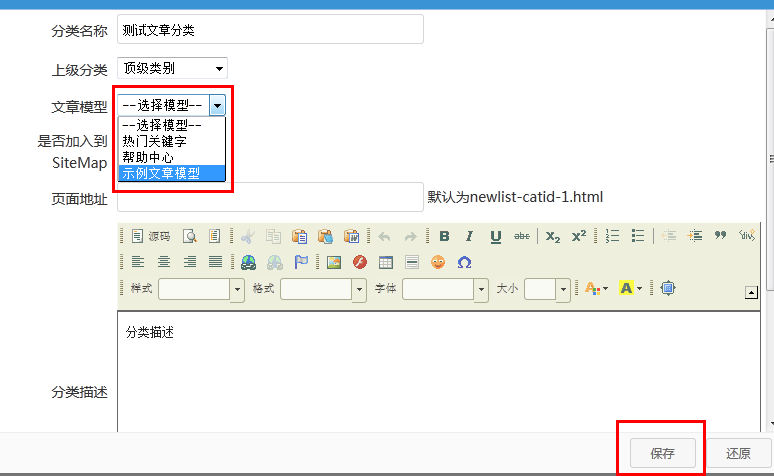 分类名称 测试文章分类
上级分类 顶级类别
文章模型 --选择模型--
--选择模型--
热门关键字
帮助中心
示例文章模型
是否加入到
SiteMap
页面地址 默认为newlist-catid-1.html
源码 B I U abc X₂ X² "div"
样式 格式 字体 大小 A A
分类描述
分类描述
保存 还原